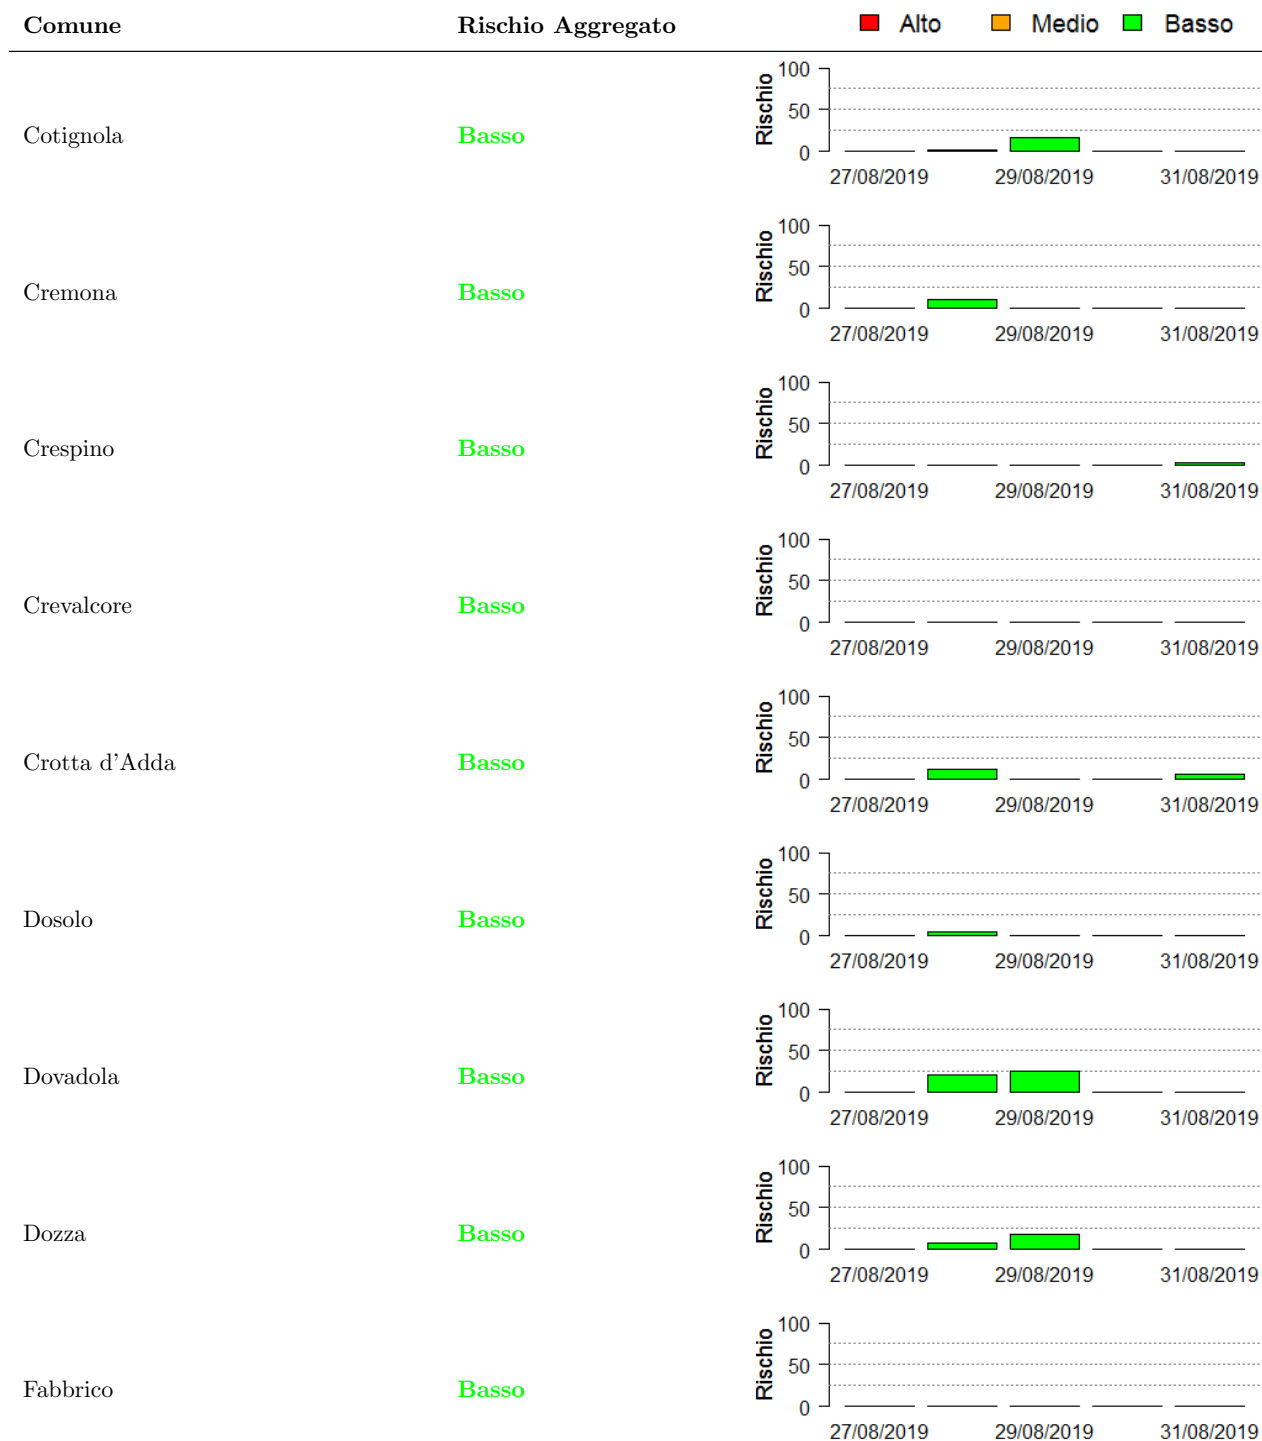 Comune Rischio Aggregato Alto Medio Basso
Cotignola Basso Rischio 100 50 0
27/08/2019 29/08/2019 31/08/2019
Cremona Basso Rischio 100 50 0
27/08/2019 29/08/2019 31/08/2019
Crespino Basso Rischio 100 50 0
27/08/2019 29/08/2019 31/08/2019
Crevalcore Basso Rischio 100 50 0
27/08/2019 29/08/2019 31/08/2019
Crotta d'Adda Basso Rischio 100 50 0
27/08/2019 29/08/2019 31/08/2019
Dosolo Basso Rischio 100 50 0
27/08/2019 29/08/2019 31/08/2019
Dovadola Basso Rischio 100 50 0
27/08/2019 29/08/2019 31/08/2019
Dozza Basso Rischio 100 50 0
27/08/2019 29/08/2019 31/08/2019
Fabbrico Basso Rischio 100 50 0
27/08/2019 29/08/2019 31/08/2019